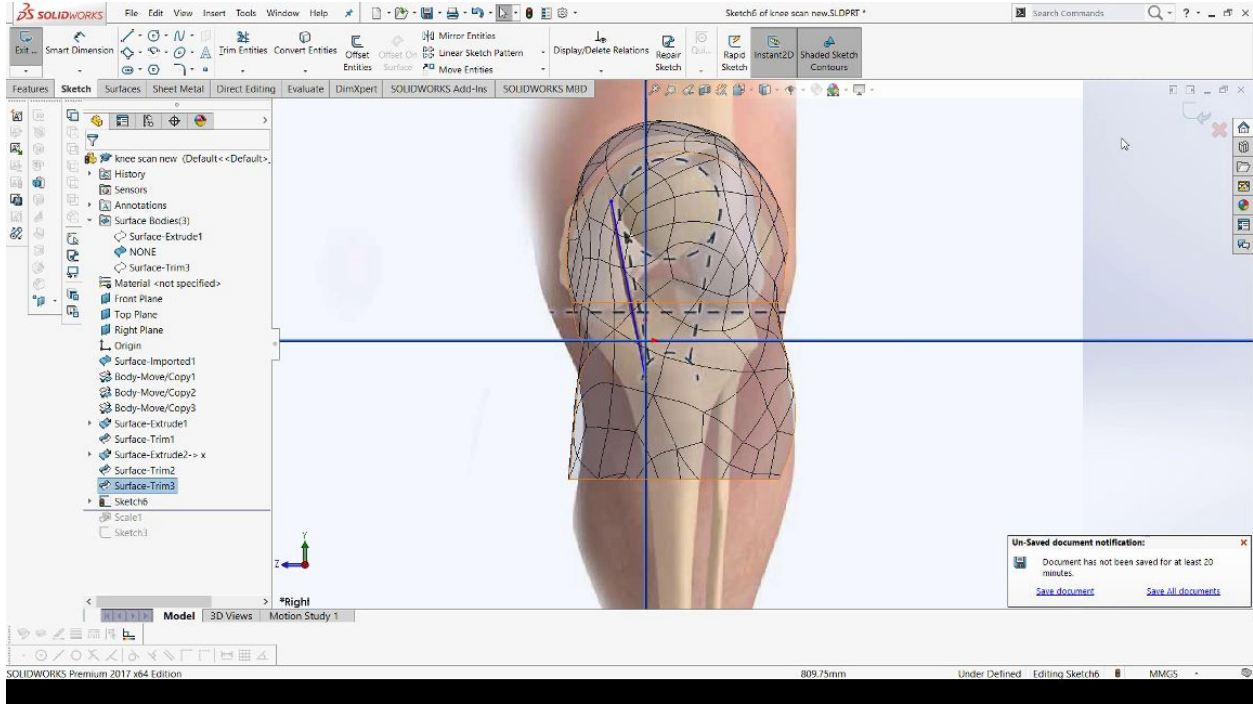 SOLIDWORKS File Edit View Insert Tools Window Help Sketch6 of knee scan new.SLDPRT * Search Commands
Exit ... Smart Dimension Trim Entities Convert Entities Offset Entities Offset On Surface Mirror Entities Linear Sketch Pattern Move Entities Display/Delete Relations Repair Sketch Qui... Rapid Sketch Instant2D Shaded Sketch Contours
Features Sketch Surfaces Sheet Metal Direct Editing Evaluate DimXpert SOLIDWORKS Add-Ins SOLIDWORKS MBD
knee scan new (Default<<Default>_
History
Sensors
Annotations
Surface Bodies(3)
Surface-Extrude1
NONE
Surface-Trim3
Material <not specified>
Front Plane
Top Plane
Right Plane
Origin
Surface-Imported1
Body-Move/Copy1
Body-Move/Copy2
Body-Move/Copy3
Surface-Extrude1
Surface-Trim1
Surface-Extrude2-> x
Surface-Trim2
Surface-Trim3
Sketch6
Scale1
Sketch3
Y
Z
*Right
Un-Saved document notification:
Document has not been saved for at least 20
minutes.
Save document Save All documents
Model 3D Views Motion Study 1
SOLIDWORKS Premium 2017 x64 Edition 809.75mm Under Defined Editing Sketch6 MMGS